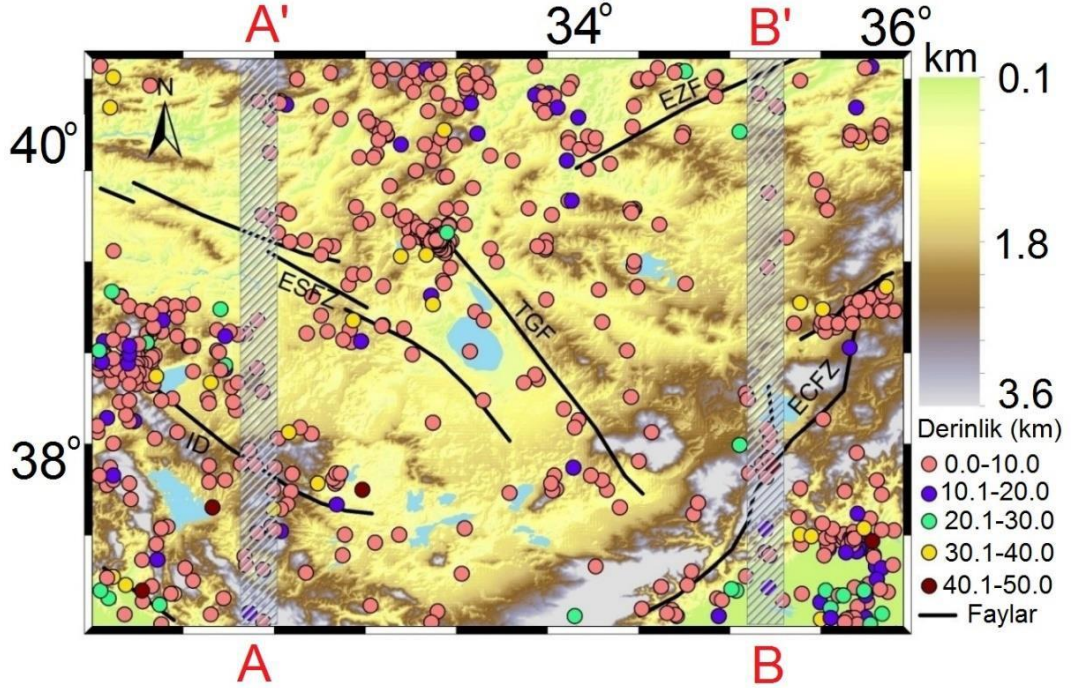 A'
34°
B'
36°
km
N
EZF
0.1
40°
ESFZ
TGF
1.8
ECFZ
3.6
ID
38°
Derinlik (km)
0.0-10.0
10.1-20.0
20.1-30.0
30.1-40.0
40.1-50.0
Faylar
A
B